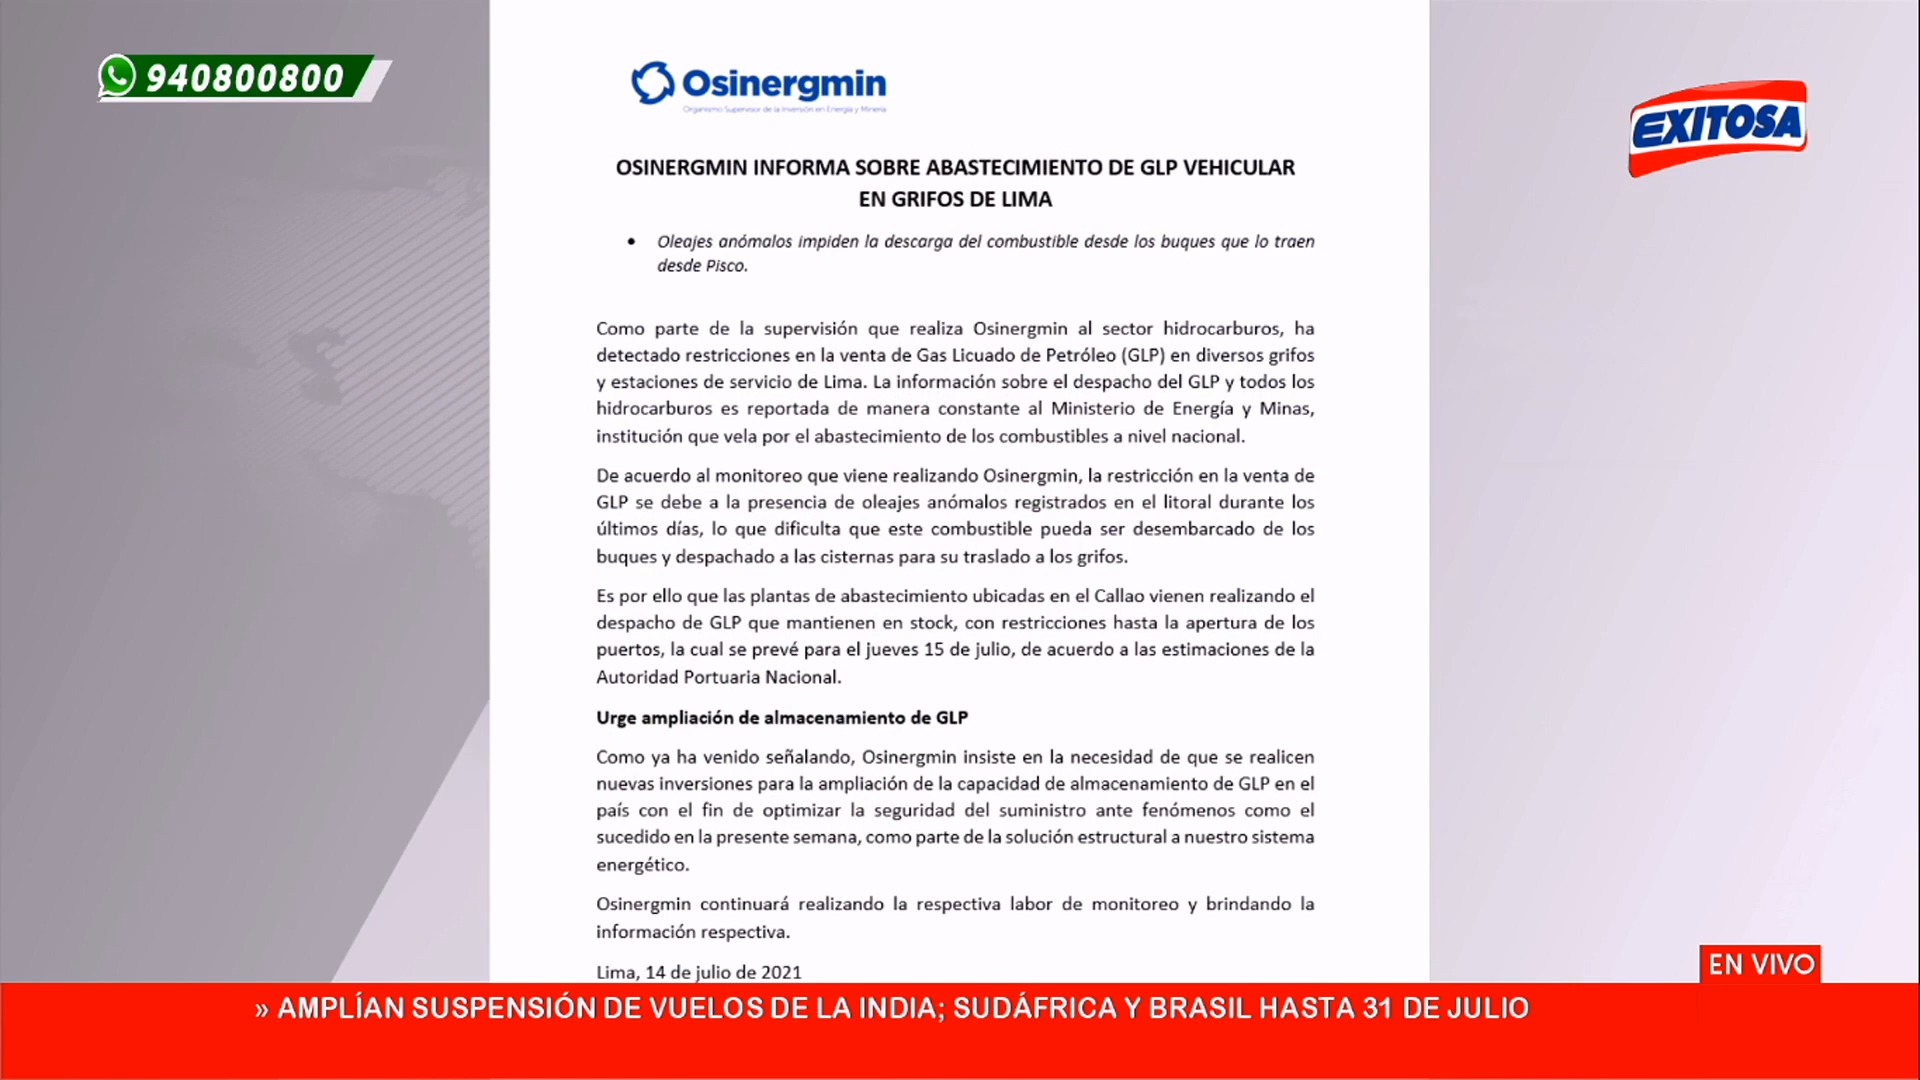 940800800
Osinergmin
Organismo Supervisor de la Inversión en Energía y Minería
EXITOSA
OSINERGMIN INFORMA SOBRE ABASTECIMIENTO DE GLP VEHICULAR
EN GRIFOS DE LIMA
• Oleajes anómalos impiden la descarga del combustible desde los buques que lo traen
desde Pisco.
Como parte de la supervisión que realiza Osinergmin al sector hidrocarburos, ha
detectado restricciones en la venta de Gas Licuado de Petróleo (GLP) en diversos grifos
y estaciones de servicio de Lima. La información sobre el despacho del GLP y todos los
hidrocarburos es reportada de manera constante al Ministerio de Energía y Minas,
institución que vela por el abastecimiento de los combustibles a nivel nacional.
De acuerdo al monitoreo que viene realizando Osinergmin, la restricción en la venta de
GLP se debe a la presencia de oleajes anómalos registrados en el litoral durante los
últimos días, lo que dificulta que este combustible pueda ser desembarcado de los
buques y despachado a las cisternas para su traslado a los grifos.
Es por ello que las plantas de abastecimiento ubicadas en el Callao vienen realizando el
despacho de GLP que mantienen en stock, con restricciones hasta la apertura de los
puertos, la cual se prevé para el jueves 15 de julio, de acuerdo a las estimaciones de la
Autoridad Portuaria Nacional.
Urge ampliación de almacenamiento de GLP
Como ya ha venido señalando, Osinergmin insiste en la necesidad de que se realicen
nuevas inversiones para la ampliación de la capacidad de almacenamiento de GLP en el
país con el fin de optimizar la seguridad del suministro ante fenómenos como el
sucedido en la presente semana, como parte de la solución estructural a nuestro sistema
energético.
Osinergmin continuará realizando la respectiva labor de monitoreo y brindando la
información respectiva.
Lima, 14 de julio de 2021
EN VIVO
» AMPLÍAN SUSPENSIÓN DE VUELOS DE LA INDIA; SUDÁFRICA Y BRASIL HASTA 31 DE JULIO